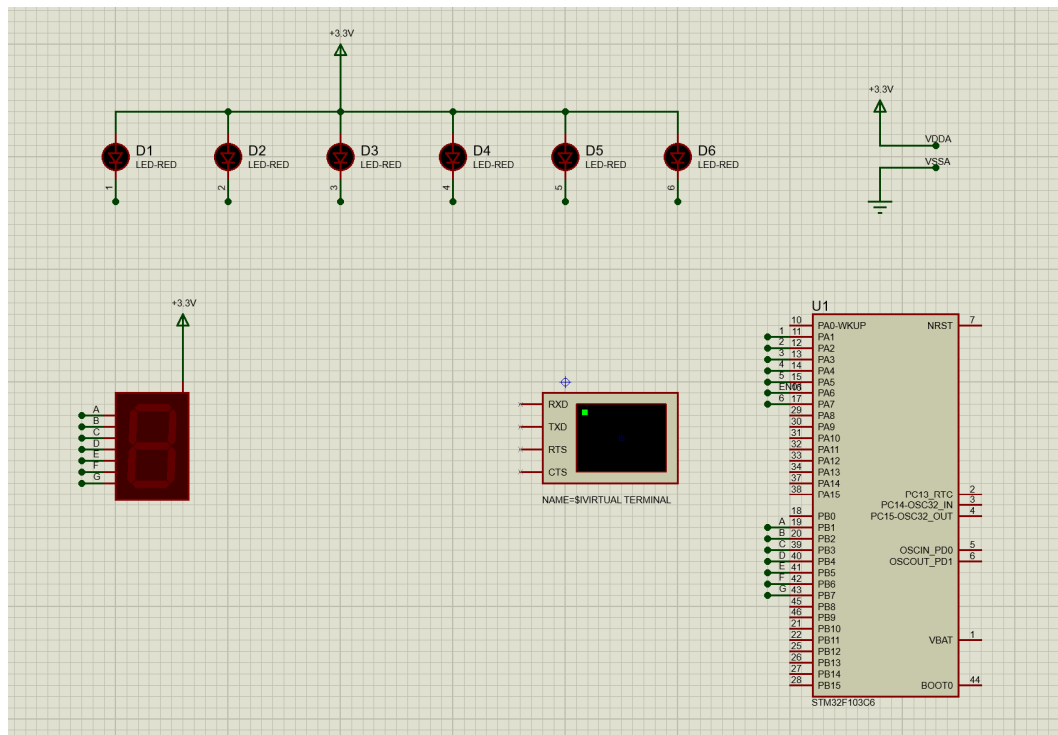 +3.3V
D1
LED-RED
1
D2
LED-RED
2
D3
LED-RED
3
D4
LED-RED
4
D5
LED-RED
5
D6
LED-RED
6
+3.3V
VDDA
VSSA
+3.3V
A
B
C
D
E
F
G
RXD
TXD
RTS
CTS
NAME=$IVIRTUAL TERMINAL
U1
10 PA0-WKUP NRST 7
1 11 PA1
2 12 PA2
3 13 PA3
4 14 PA4
5 15 PA5
16 PA6
6 17 PA7
29 PA8
30 PA9
31 PA10
32 PA11
33 PA12
34 PA13
37 PA14
38 PA15 PC13_RTC 2
PC14-OSC32_IN 3
18 PB0 PC15-OSC32_OUT 4
A 19 PB1
B 20 PB2
C 39 PB3 OSCIN_PD0 5
D 40 PB4 OSCOUT_PD1 6
E 41 PB5
F 42 PB6
G 43 PB7
45 PB8
46 PB9
21 PB10
22 PB11 VBAT 1
25 PB12
26 PB13
27 PB14
28 PB15 BOOT0 44
STM32F103C6